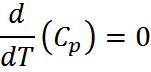 d/dT (C_p) = 0